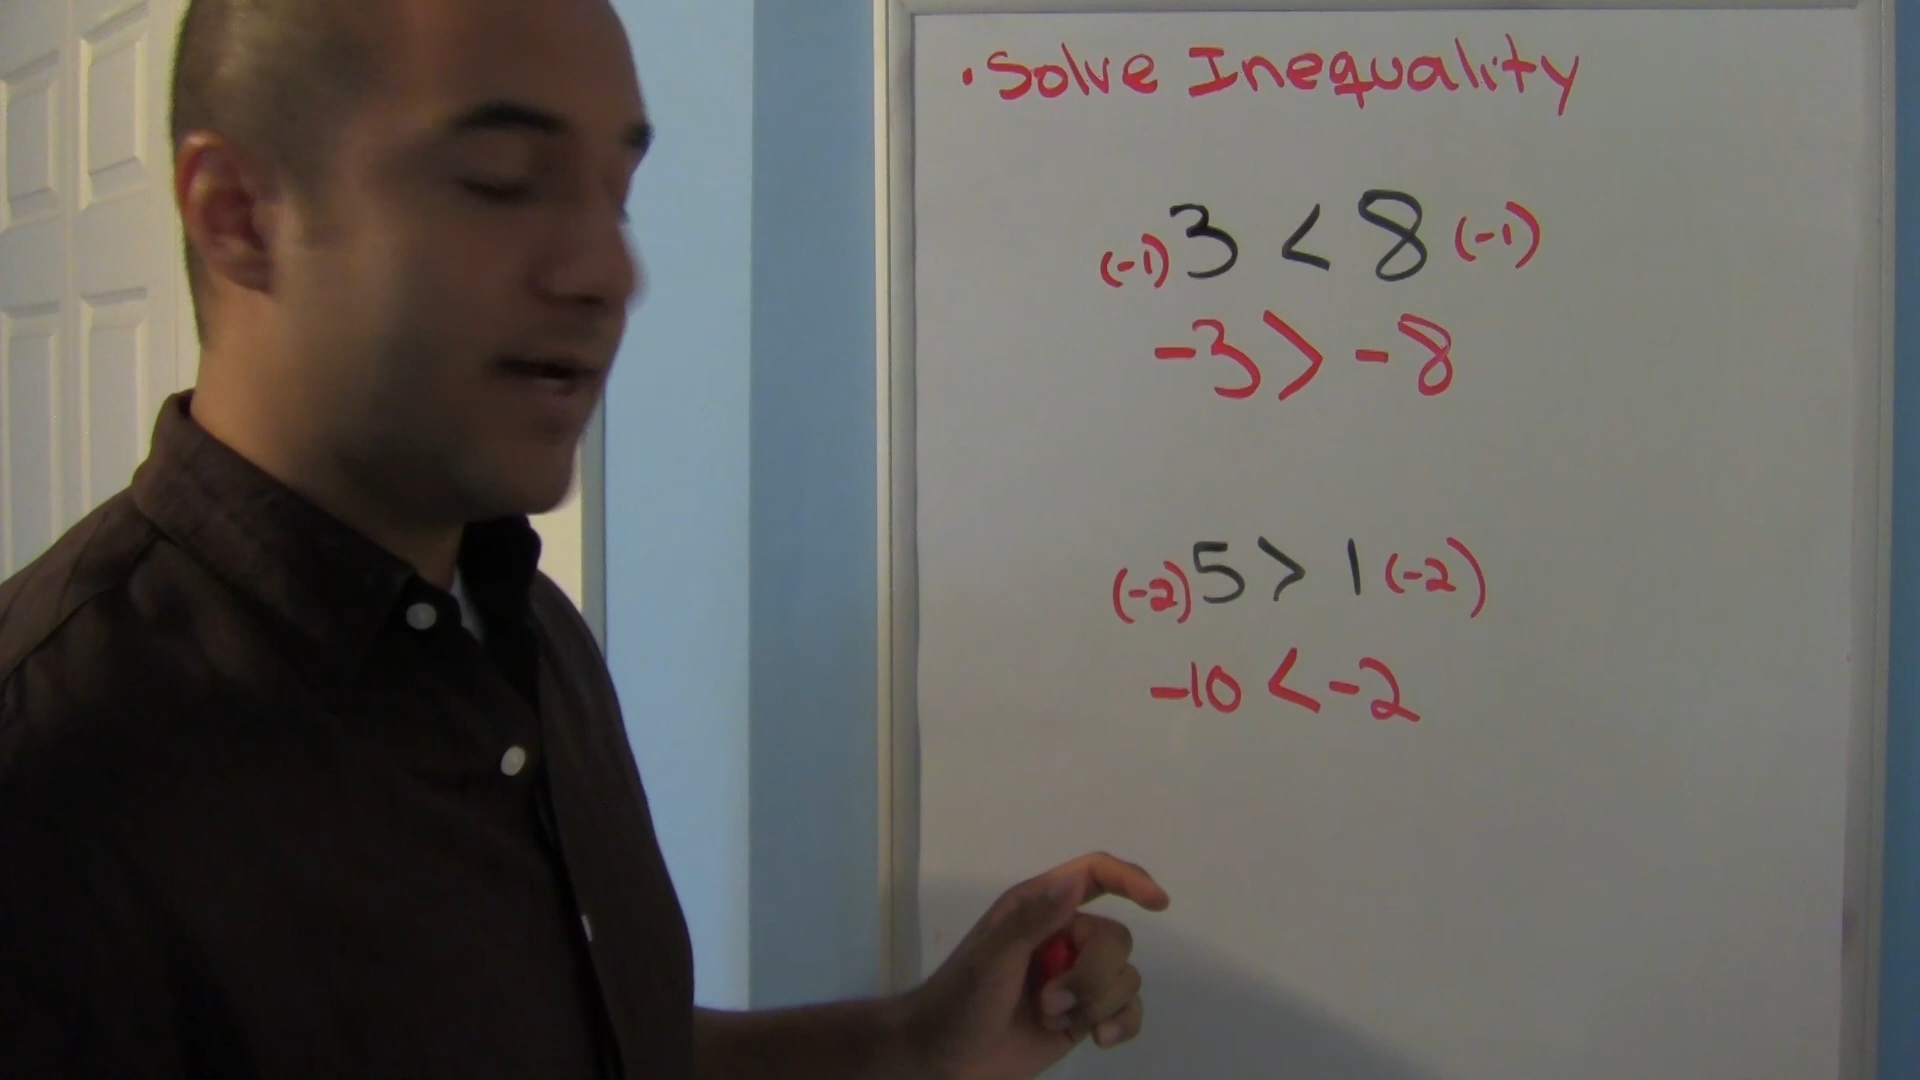 • Solve Inequality
(-1) 3 < 8 (-1)
-3 > -8
(-2) 5 > 1 (-2)
-10 < -2